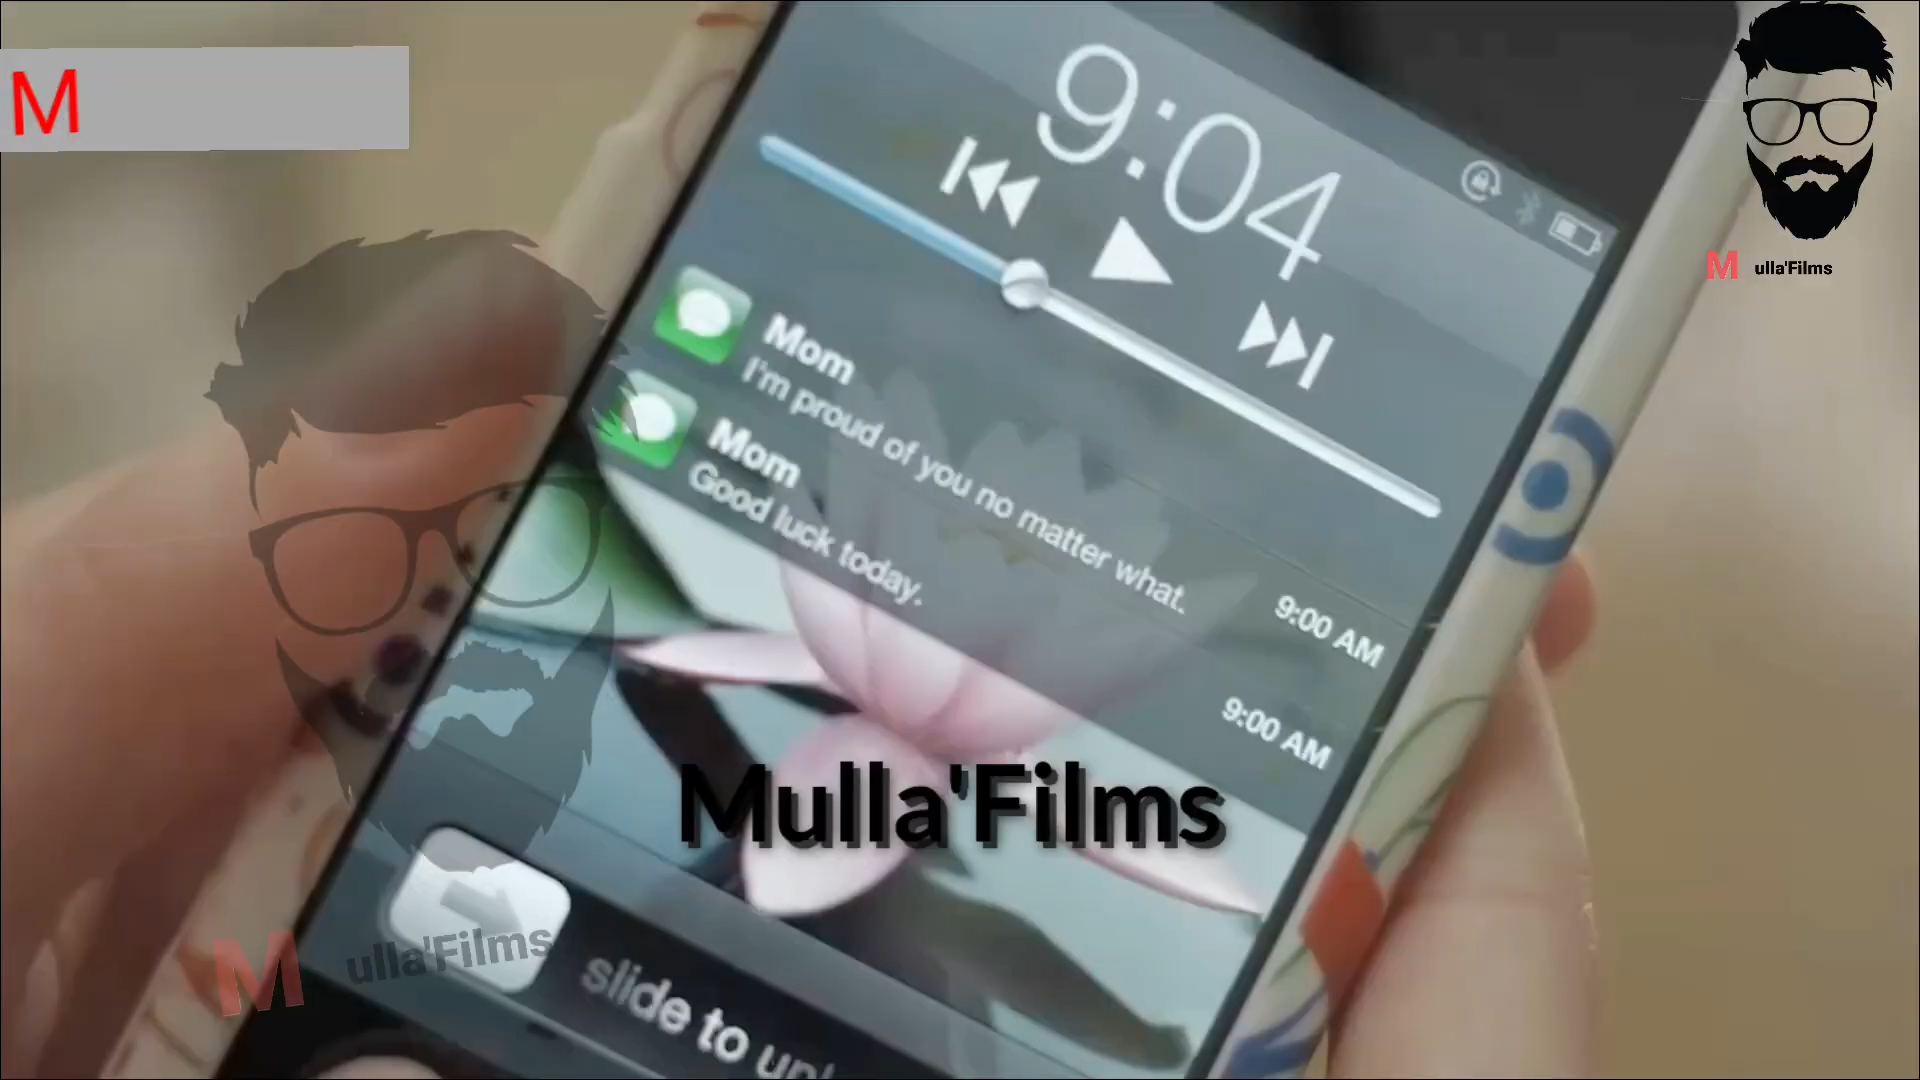 M
9:04
M ulla'Films
Mom
I'm proud of you no matter what.
9:00 AM
Mom
Good luck today.
9:00 AM
Mulla'Films
M ulla'Films
slide to